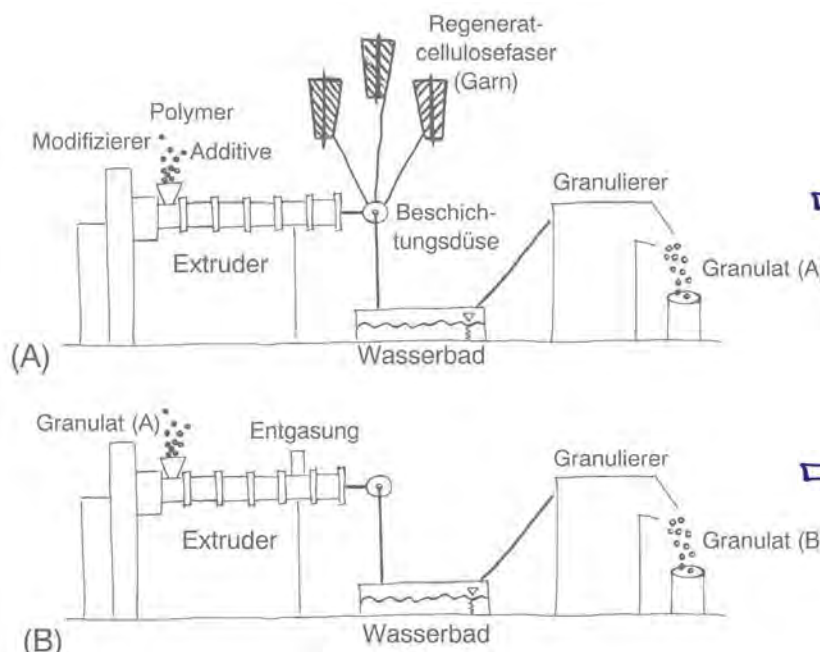 Regenerat-
cellulosefaser
(Garn)
Polymer
Modifizierer
Additive
Granulierer
Beschich-
tungsdüse
Extruder
Granulat (A
Wasserbad
(A)
Granulat (A)
Entgasung
Granulierer
Extruder
Granulat (B
Wasserbad
(B)